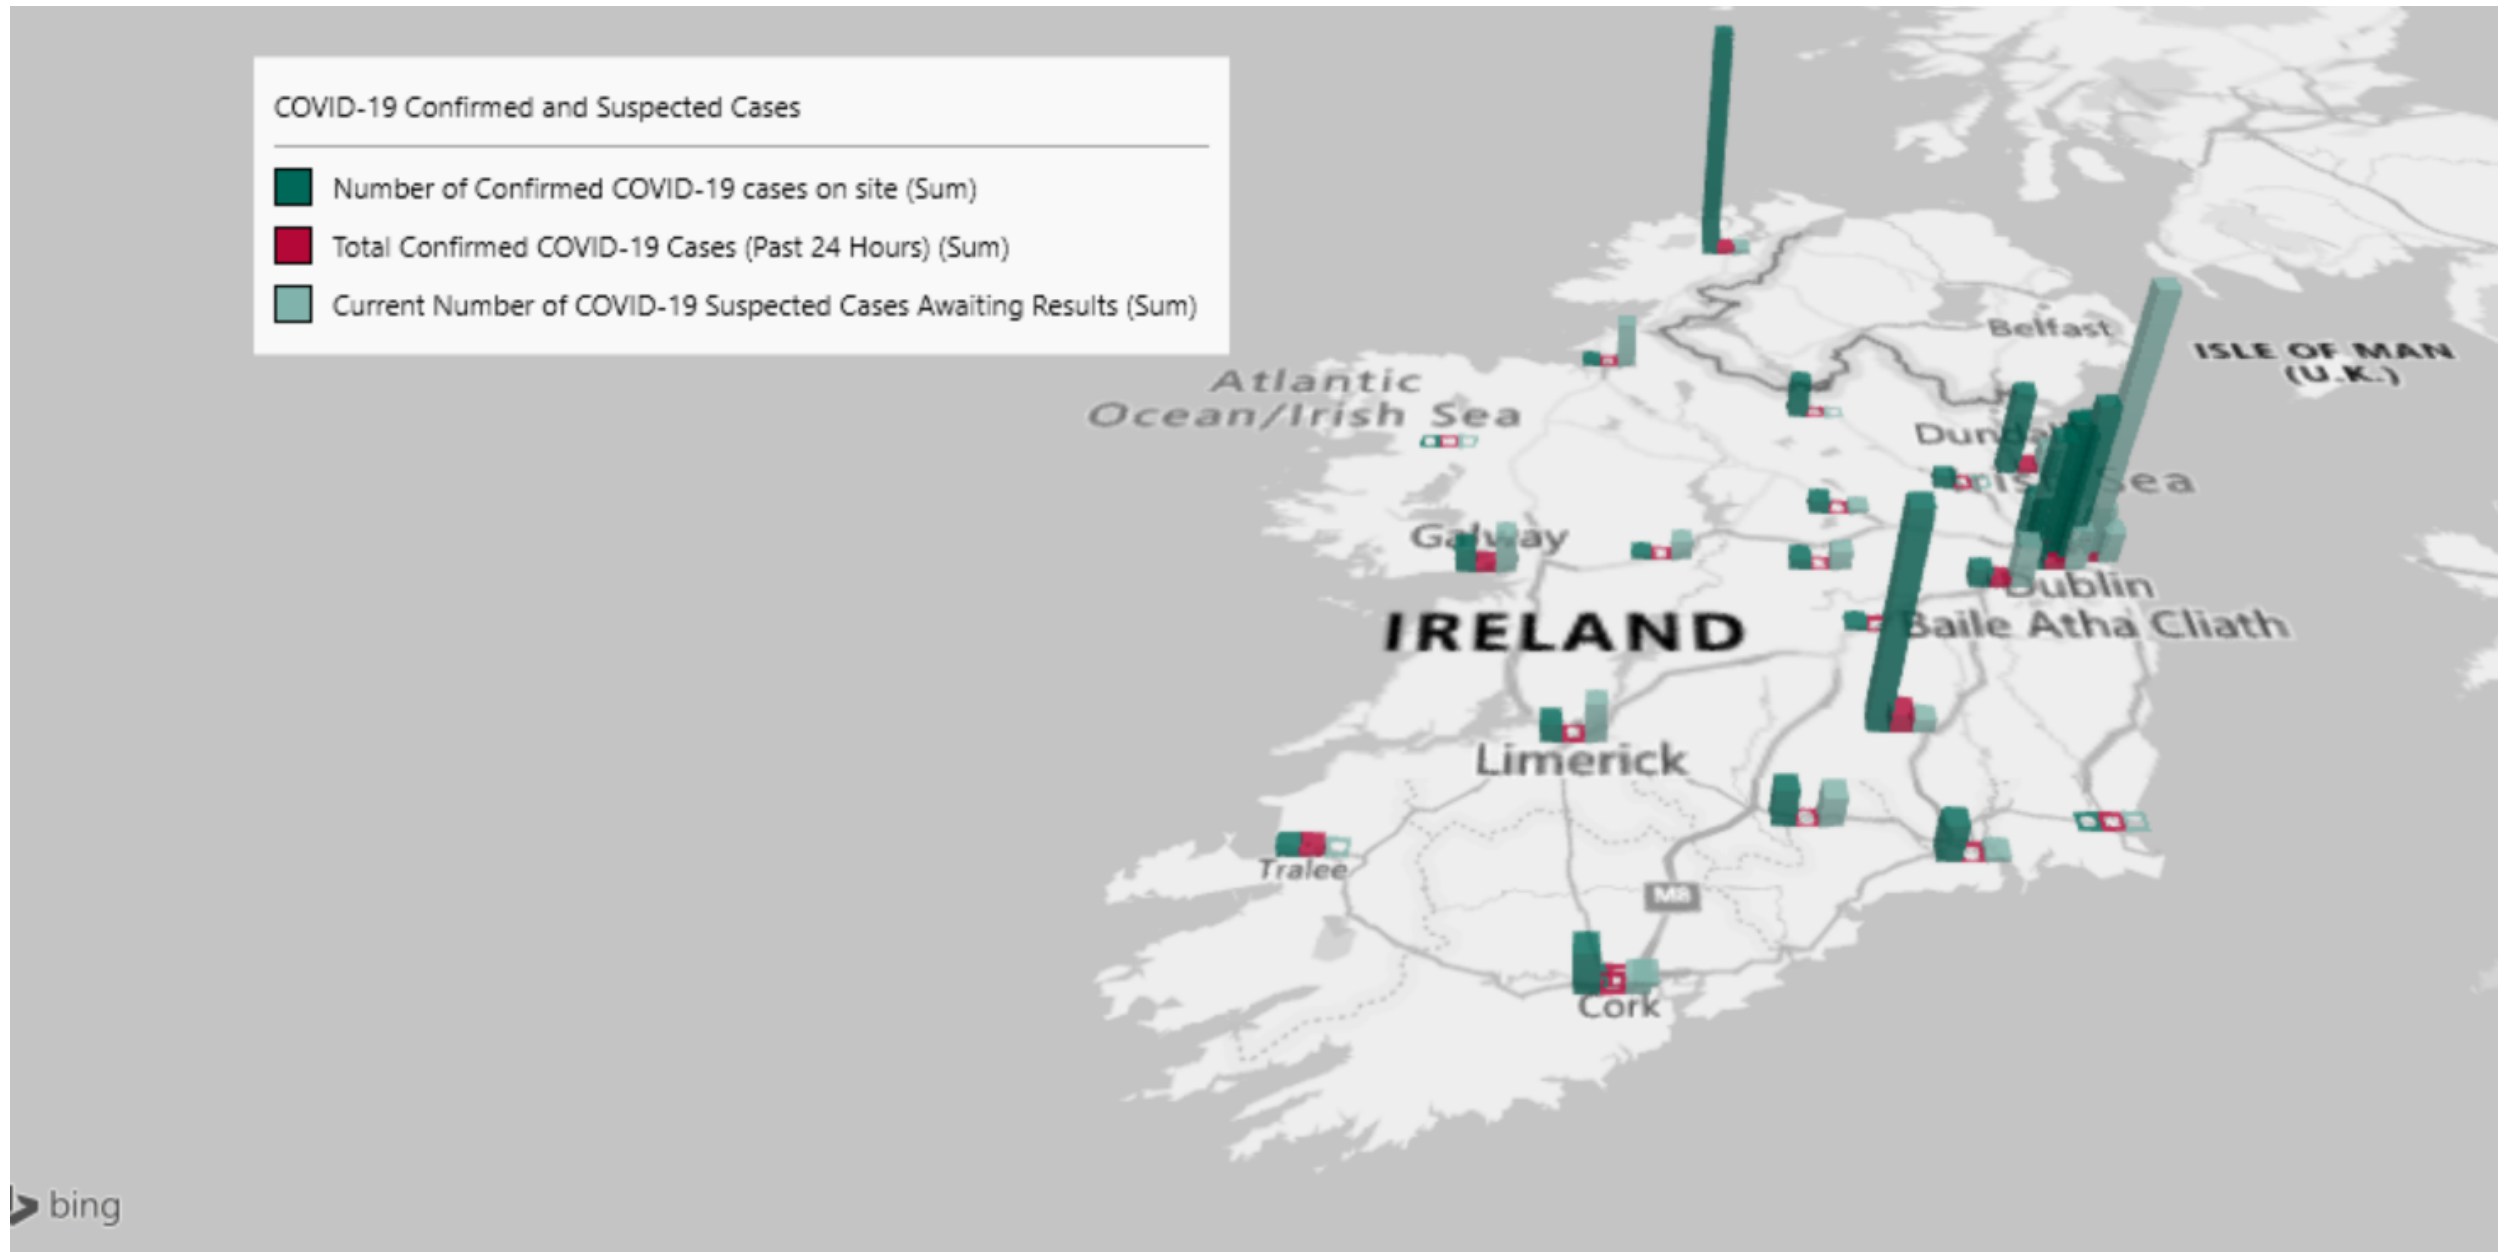 COVID-19 Confirmed and Suspected Cases
Number of Confirmed COVID-19 cases on site (Sum)
Total Confirmed COVID-19 Cases (Past 24 Hours) (Sum)
Current Number of COVID-19 Suspected Cases Awaiting Results (Sum)
Belfast
ISLE OF MAN
(U.K.)
Atlantic
Ocean/Irish Sea
Sea
Galway
Dublin
Baile Atha Cliath
IRELAND
Limerick
Tralee
M8
Cork
bing